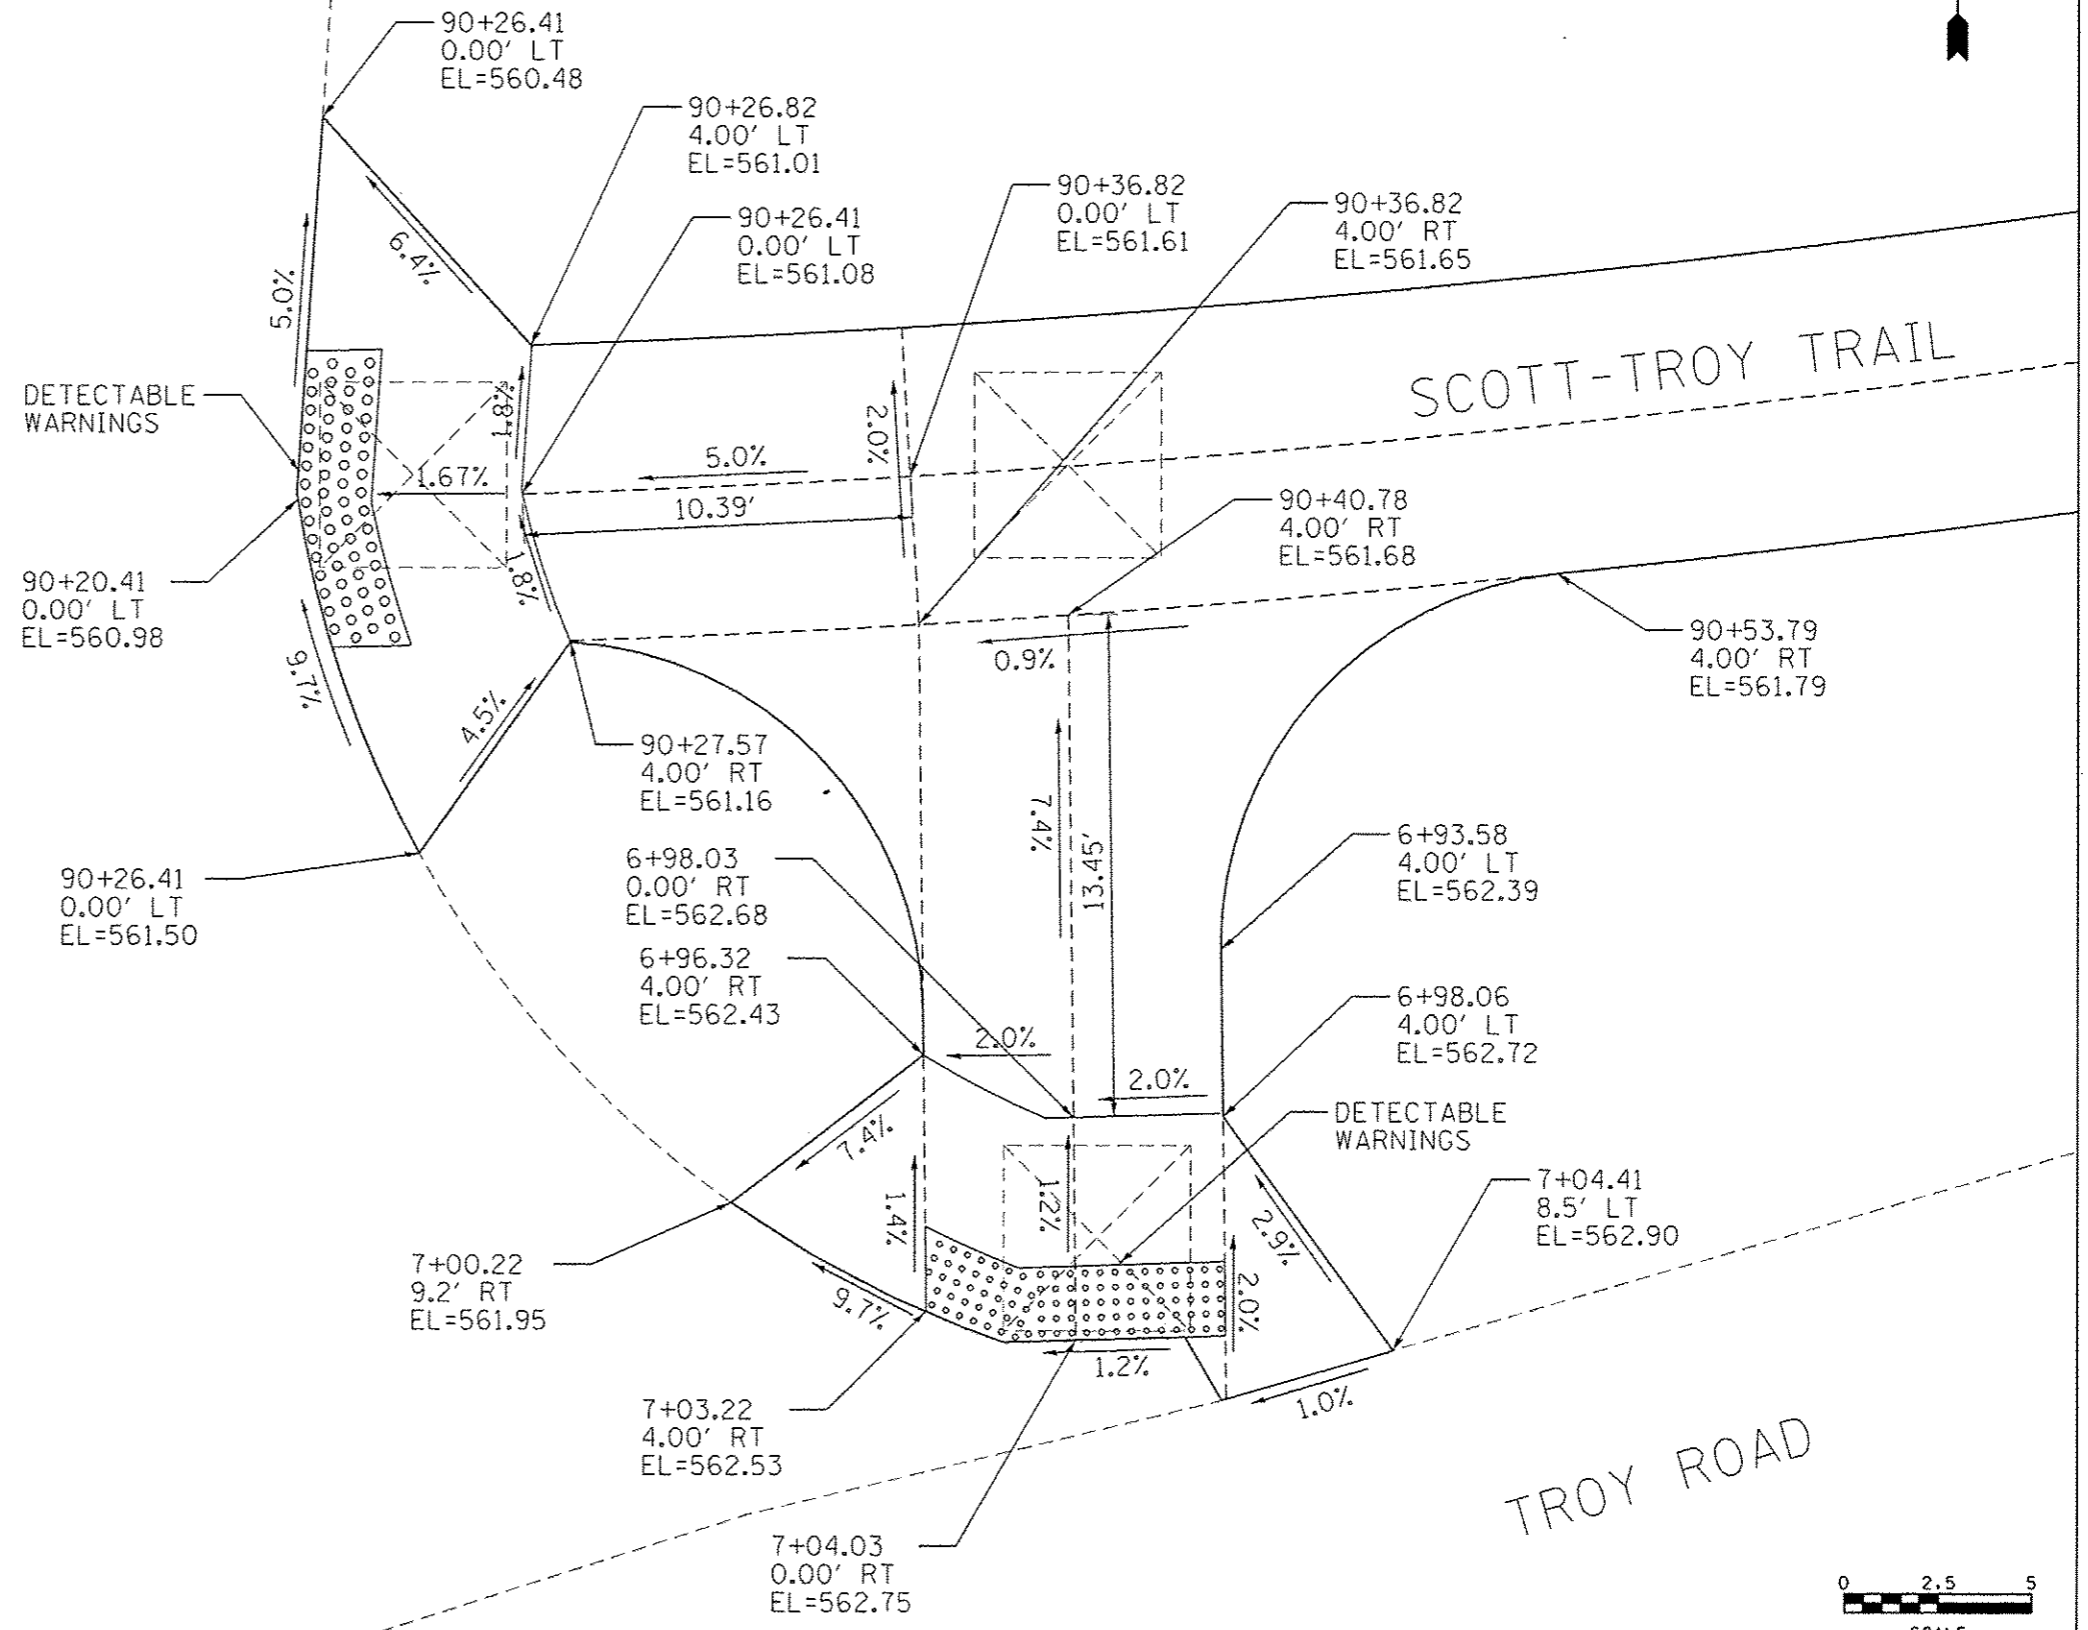 90+26.41
0.00' LT
EL=560.48
90+26.82
4.00' LT
EL=561.01
90+26.41
0.00' LT
EL=561.08
90+36.82
0.00' LT
EL=561.61
90+36.82
4.00' RT
EL=561.65
SCOTT-TROY TRAIL
6.4%
5.0%
DETECTABLE
WARNINGS
1.8%
2.0%
5.0%
1.67%
10.39'
90+40.78
4.00' RT
EL=561.68
90+20.41
0.00' LT
EL=560.98
1.8%
9.7%
0.9%
90+53.79
4.00' RT
EL=561.79
4.5%
90+27.57
4.00' RT
EL=561.16
7.4%
13.45'
6+93.58
4.00' LT
EL=562.39
90+26.41
0.00' LT
EL=561.50
6+98.03
0.00' RT
EL=562.68
6+96.32
4.00' RT
EL=562.43
6+98.06
4.00' LT
EL=562.72
2.0%
2.0%
DETECTABLE
WARNINGS
7.4%
1.4%
1.2%
2.9%
7+04.41
8.5' LT
EL=562.90
7+00.22
9.2' RT
EL=561.95
9.7%
2.0%
1.2%
1.0%
7+03.22
4.00' RT
EL=562.53
TROY ROAD
7+04.03
0.00' RT
EL=562.75
0 2.5 5
SCALE